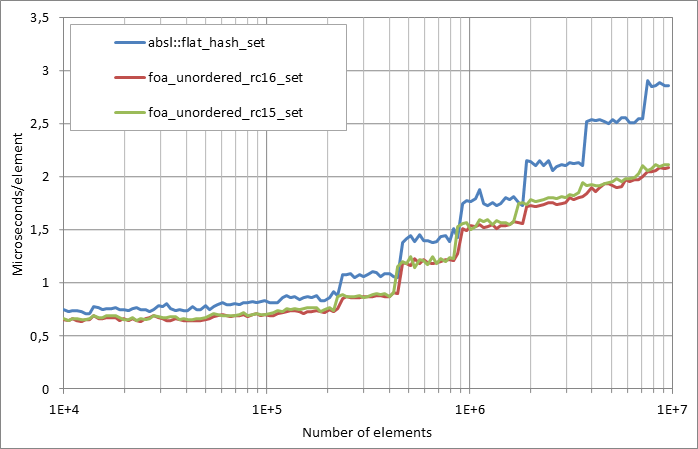 3,5
3
2,5
2
1,5
1
0,5
0
Microseconds/element
absl::flat_hash_set
foa_unordered_rc16_set
foa_unordered_rc15_set
1E+4
1E+5
1E+6
1E+7
Number of elements